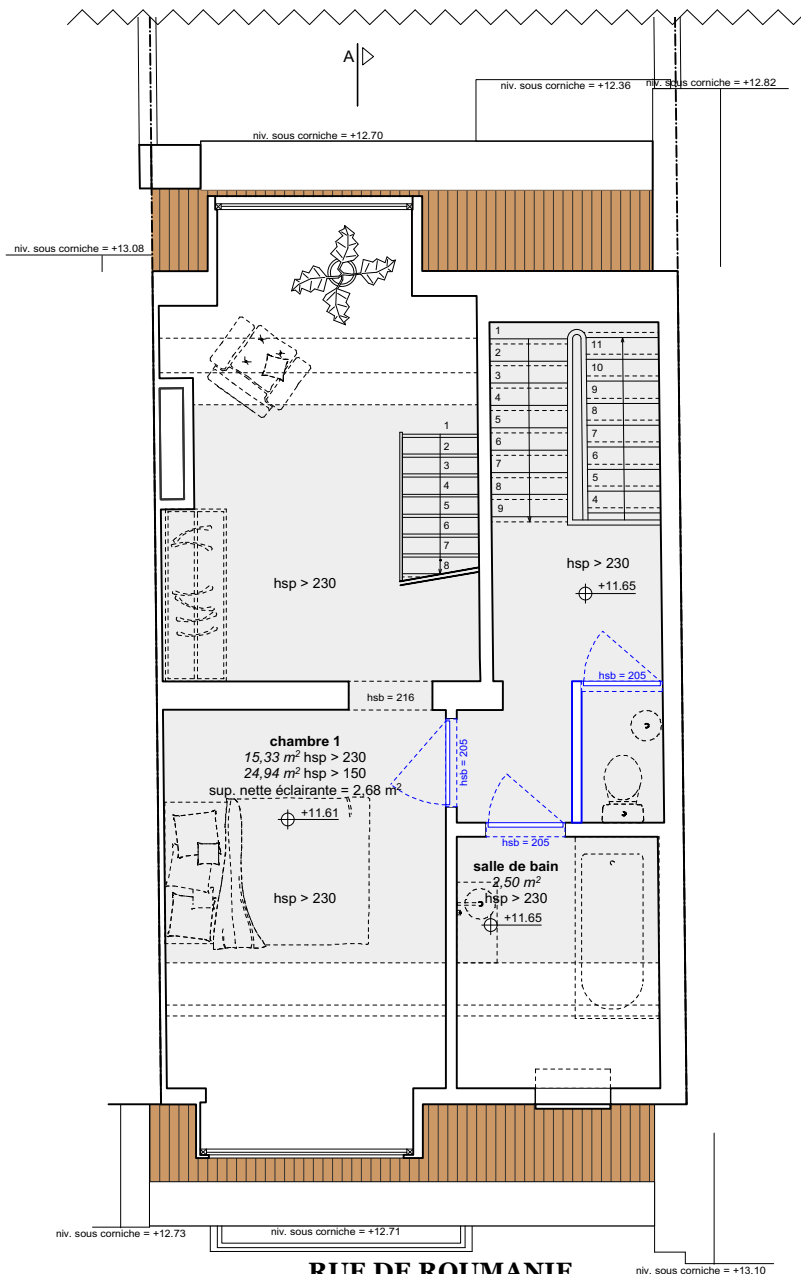 A
niv. sous corniche = +12.36
niv. sous corniche = +12.82
niv. sous corniche = +12.70
niv. sous corniche = +13.08
1
2
3
4
5
6
7
8
9
11
10
9
8
7
6
5
4
1
2
3
4
5
6
7
8
hsp > 230
hsp > 230
+11.65
hsb = 205
hsb = 216
chambre 1
15,33 m² hsp > 230
24,94 m² hsp > 150
sup. nette éclairante = 2,68 m²
+11.61
hsb = 205
hsb = 205
hsp > 230
salle de bain
2,50 m²
hsp > 230
+11.65
niv. sous corniche = +12.73
niv. sous corniche = +12.71
RUE DE ROUMANIE
niv. sous corniche = +13.10